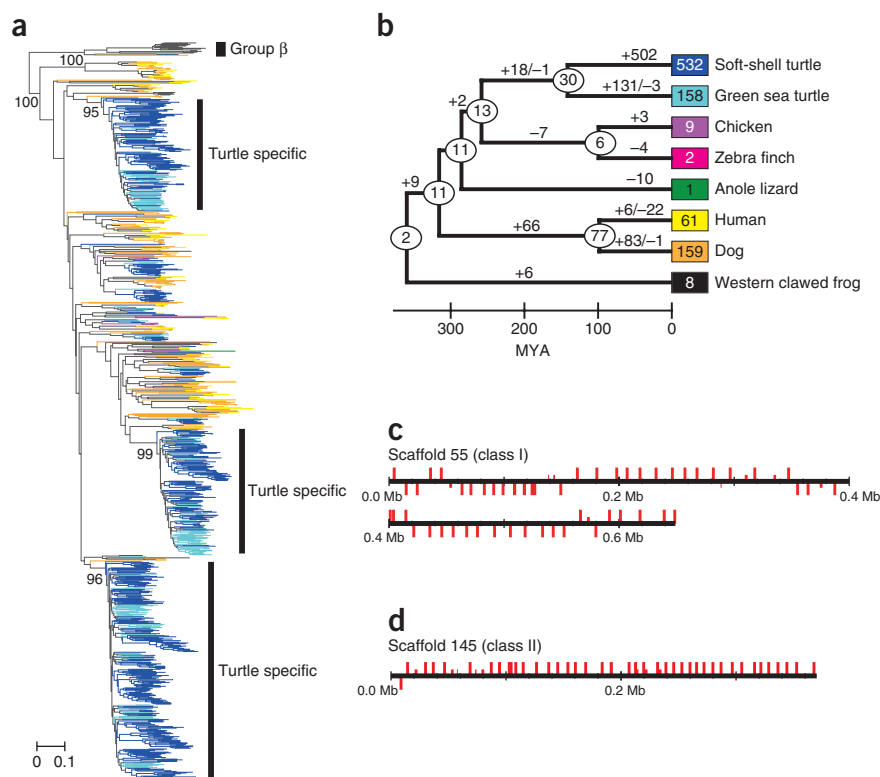 a
Group β
100
100
95
Turtle specific
99
Turtle specific
96
Turtle specific
0 0.1
b
+502
+18/−1
532 Soft-shell turtle
30
+131/−3
158 Green sea turtle
+2
13
+3
9 Chicken
−7
6
−4
2 Zebra finch
11
−10
1 Anole lizard
+9
11
+6/−22
61 Human
+66
77
+83/−1
159 Dog
2
+6
8 Western clawed frog
300 200 100 0
MYA
c
Scaffold 55 (class I)
0.0 Mb 0.2 Mb 0.4 Mb
0.4 Mb 0.6 Mb
d
Scaffold 145 (class II)
0.0 Mb 0.2 Mb